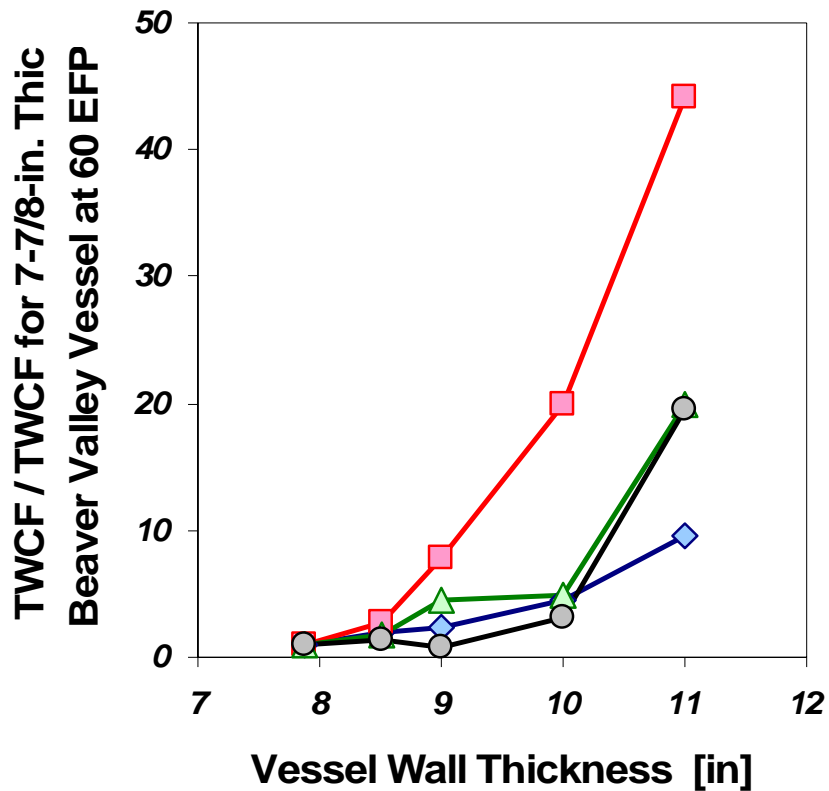 TWCF / TWCF for 7-7/8-in. Thic
Beaver Valley Vessel at 60 EFP
50
40
30
20
10
0
7 8 9 10 11 12
Vessel Wall Thickness [in]